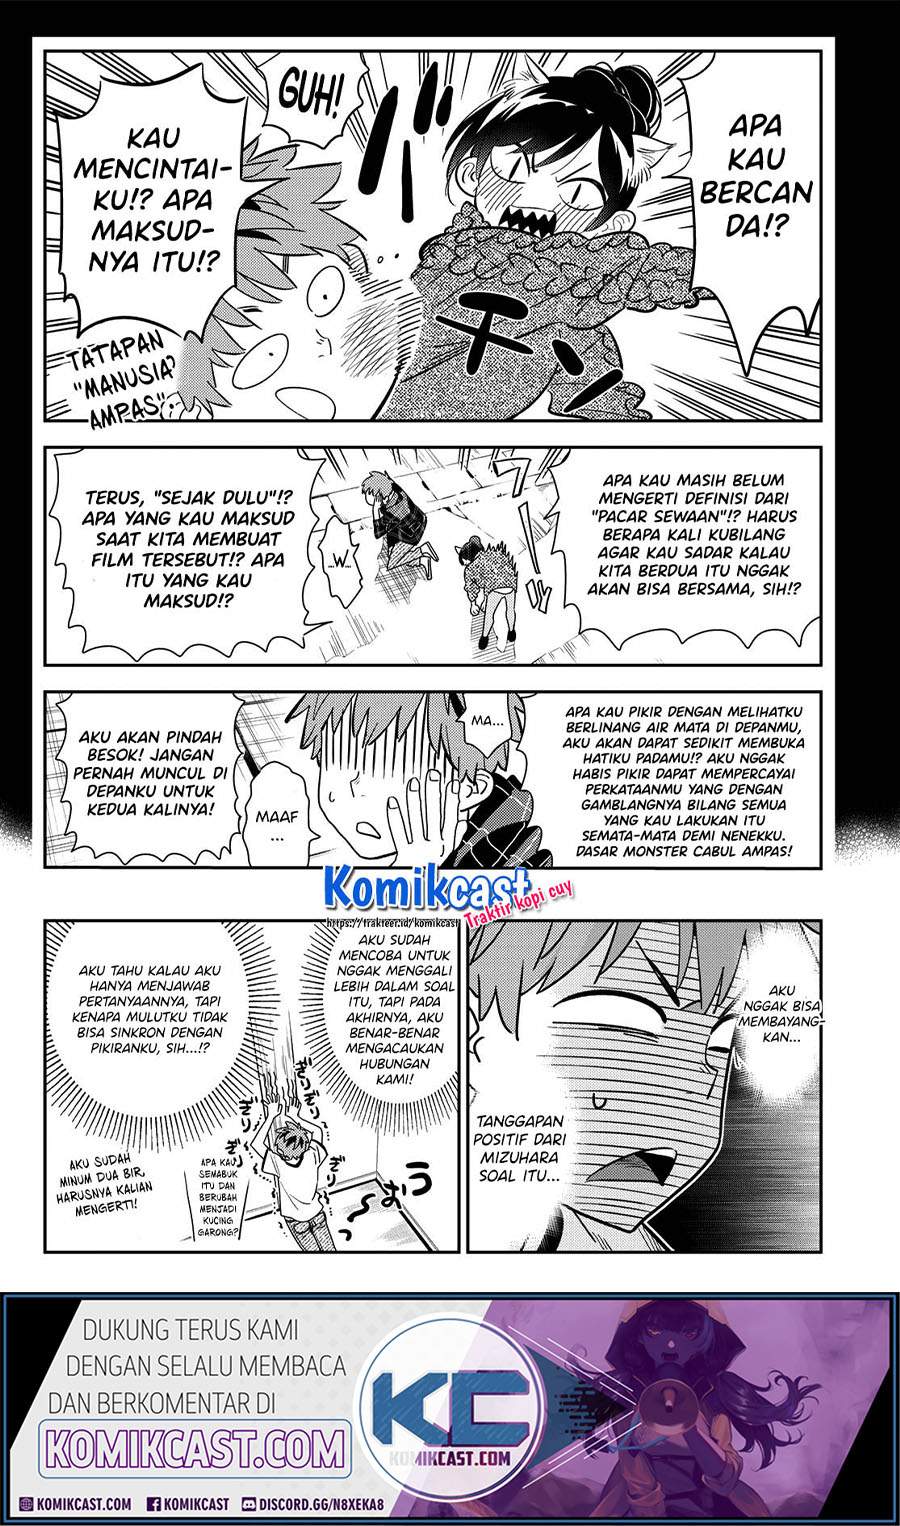 APA
KAU
BERCAN
DA!?
GUH!
KAU
MENCINTAI-
KU!? APA
MAKSUD-
NYA ITU!?
TATAPAN
"MANUSIA
AMPAS".
APA KAU MASIH BELUM
MENGERTI DEFINISI DARI
"PACAR SEWAAN"!? HARUS
BERAPA KALI KUBILANG
AGAR KAU SADAR KALAU
KITA BERDUA ITU NGGAK
AKAN BISA BERSAMA, SIH!?
...W...
TERUS, "SEJAK DULU"!?
APA YANG KAU MAKSUD
SAAT KITA MEMBUAT
FILM TERSEBUT!? APA
ITU YANG KAU
MAKSUD!?
APA KAU PIKIR DENGAN MELIHATKU
BERLINANG AIR MATA DI DEPANMU,
AKU AKAN DAPAT SEDIKIT MEMBUKA
HATIKU PADAMU!? AKU NGGAK
HABIS PIKIR DAPAT MEMPERCAYAI
PERKATAANMU YANG DENGAN
GAMBLANGNYA BILANG SEMUA
YANG KAU LAKUKAN ITU
SEMATA-MATA DEMI NENEKKU.
DASAR MONSTER CABUL AMPAS!
MA...
AKU AKAN PINDAH
BESOK! JANGAN
PERNAH MUNCUL DI
DEPANKU UNTUK
KEDUA KALINYA!
MAAF
...
Komikcast
Traktir kopi cuy
https://trakteer.id/komikcast
AKU
NGGAK BISA
MEMBAYANG-
KAN...
TANGGAPAN
POSITIF DARI
MIZUHARA
SOAL ITU...
AKU SUDAH
MENCOBA UNTUK
NGGAK MENGGALI
LEBIH DALAM SOAL
ITU, TAPI PADA
AKHIRNYA, AKU
BENAR-BENAR
MENGACAUKAN
HUBUNGAN
KAMI!
AKU TAHU KALAU AKU
HANYA MENJAWAB
PERTANYAANNYA, TAPI
KENAPA MULUTKU TIDAK
BISA SINKRON DENGAN
PIKIRANKU, SIH...!?
APA KAU
SEMABUK
ITU DAN
BERUBAH
MENJADI
KUCING
GARONG?
AKU SUDAH
MINUM DUA BIR,
HARUSNYA KALIAN
MENGERTI!
DUKUNG TERUS KAMI
DENGAN SELALU MEMBACA
DAN BERKOMENTAR DI
KOMIKCAST.COM
KC
KOMIKCAST.COM
KOMIKCAST.COM KOMIKCAST DISCORD.GG/N8XEKA8